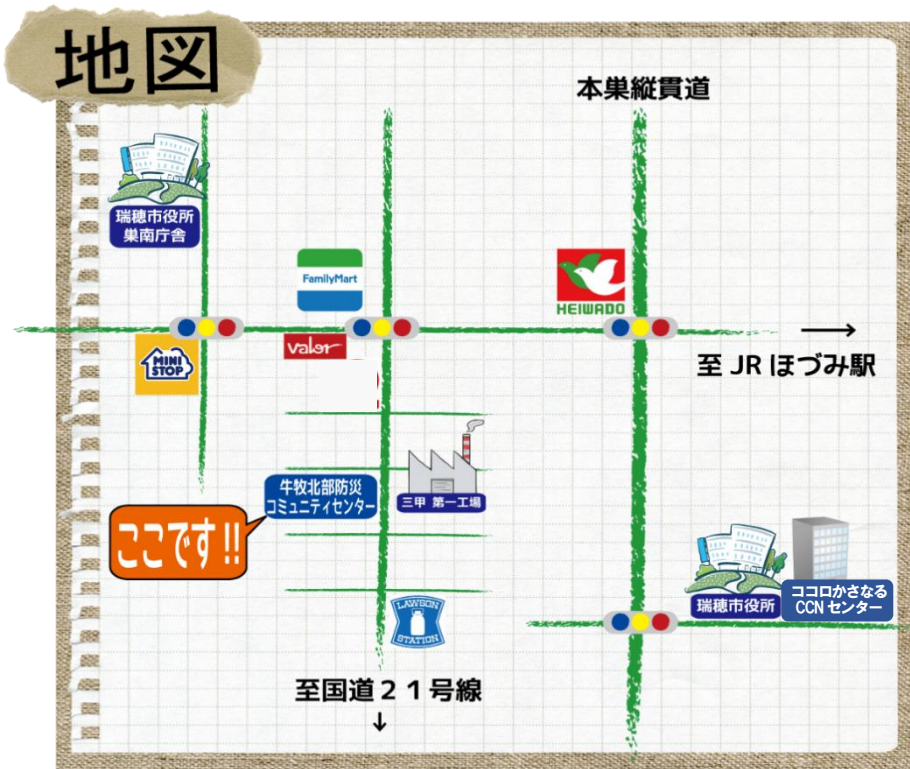 地図
本巣縦貫道
瑞穂市役所
巣南庁舎
FamilyMart
HEIWADO
valor
MINI
STOP
至 JR ほづみ駅
牛牧北部防災
コミュニティセンター
三甲 第一工場
ここです!!
瑞穂市役所
ココロかさなる
CCN センター
LAWSON
STATION
至国道21号線